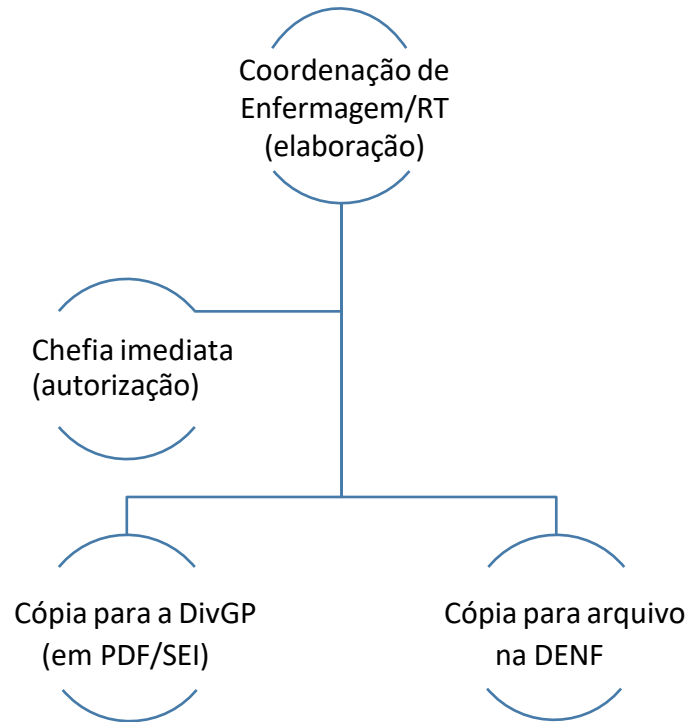 Coordenação de
Enfermagem/RT
(elaboração)
Chefia imediata
(autorização)
Cópia para a DivGP
(em PDF/SEI)
Cópia para arquivo
na DENF